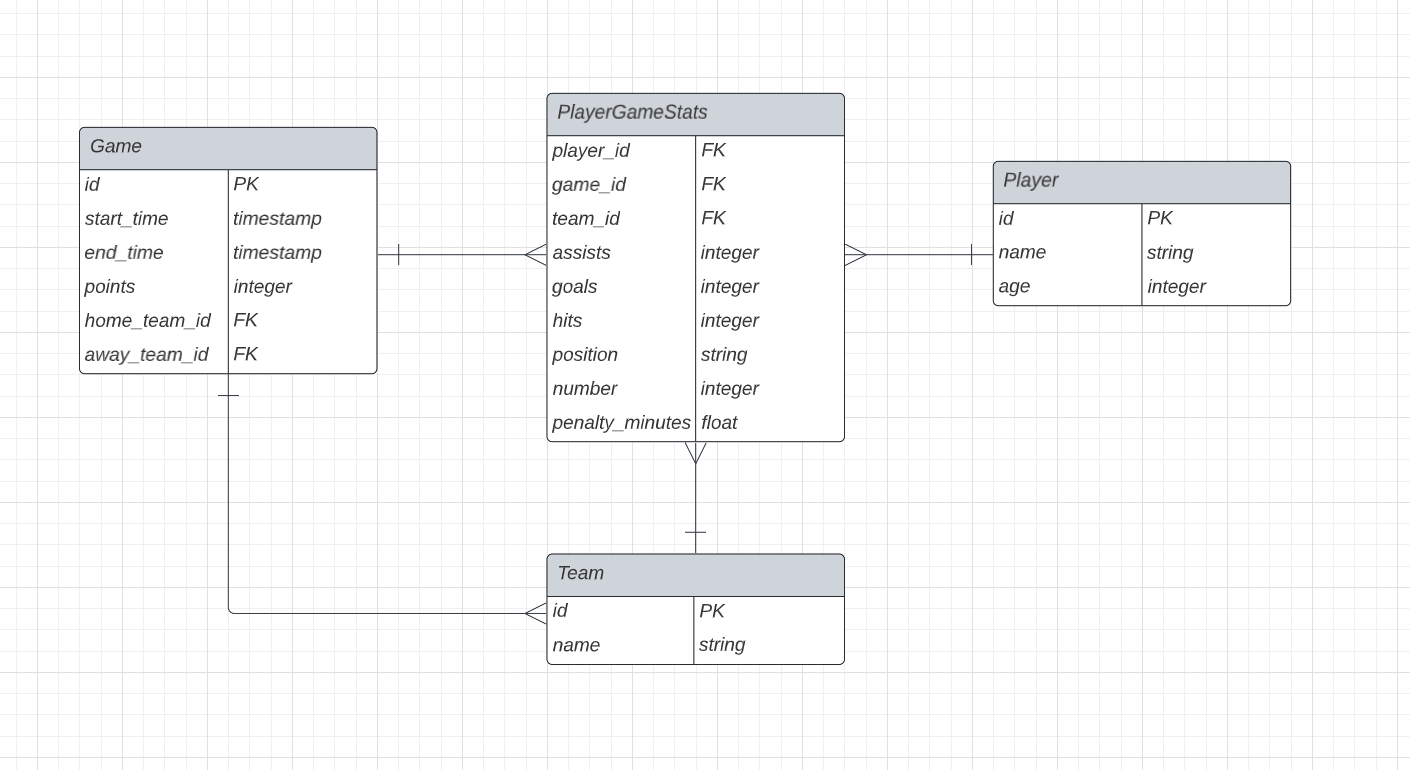 Game
id PK
start_time timestamp
end_time timestamp
points integer
home_team_id FK
away_team_id FK
PlayerGameStats
player_id FK
game_id FK
team_id FK
assists integer
goals integer
hits integer
position string
number integer
penalty_minutes float
Player
id PK
name string
age integer
Team
id PK
name string